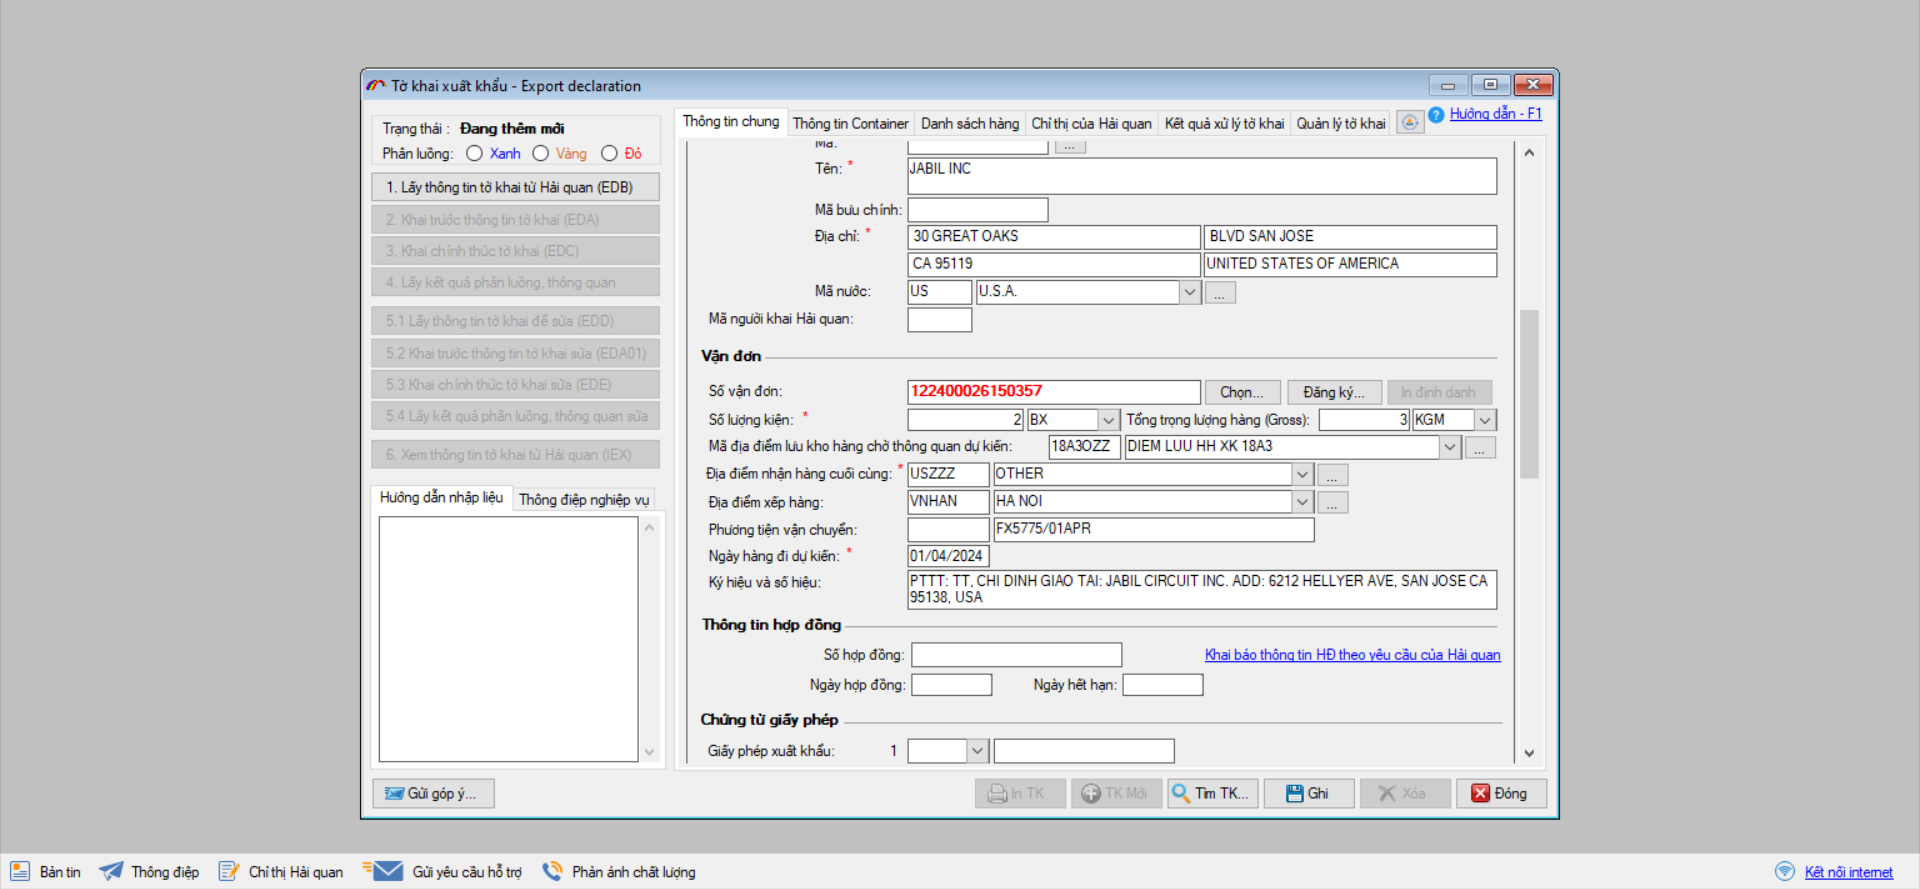 Tờ khai xuất khẩu - Export declaration
Trạng thái : Đang thêm mới
Phân luồng: Xanh Vàng Đỏ
1. Lấy thông tin tờ khai từ Hải quan (EDB)
2. Khai trước thông tin tờ khai (EDA)
3. Khai chính thức tờ khai (EDC)
4. Lấy kết quả phân luồng, thông quan
5.1 Lấy thông tin tờ khai để sửa (EDD)
5.2 Khai trước thông tin tờ khai sửa (EDA01)
5.3 Khai chính thức tờ khai sửa (EDE)
5.4 Lấy kết quả phân luồng, thông quan sửa
6. Xem thông tin tờ khai từ Hải quan (IEX)
Hướng dẫn nhập liệu Thông điệp nghiệp vụ
Gửi góp ý...
Thông tin chung Thông tin Container Danh sách hàng Chỉ thị của Hải quan Kết quả xử lý tờ khai Quản lý tờ khai Hướng dẫn - F1
Mã: ...
Tên: * JABIL INC
Mã bưu chính:
Địa chỉ: * 30 GREAT OAKS BLVD SAN JOSE
CA 95119 UNITED STATES OF AMERICA
Mã nước: US U.S.A. ...
Mã người khai Hải quan:
Vận đơn
Số vận đơn: 122400026150357 Chọn... Đăng ký... In định danh
Số lượng kiện: * 2 BX Tổng trọng lượng hàng (Gross): 3 KGM
Mã địa điểm lưu kho hàng chờ thông quan dự kiến: 18A3OZZ DIEM LUU HH XK 18A3 ...
Địa điểm nhận hàng cuối cùng: * USZZZ OTHER ...
Địa điểm xếp hàng: VNHAN HA NOI ...
Phương tiện vận chuyển: FX5775/01APR
Ngày hàng đi dự kiến: * 01/04/2024
Ký hiệu và số hiệu: PTTT: TT, CHI DINH GIAO TAI: JABIL CIRCUIT INC. ADD: 6212 HELLYER AVE, SAN JOSE CA
95138, USA
Thông tin hợp đồng
Số hợp đồng: Khai báo thông tin HĐ theo yêu cầu của Hải quan
Ngày hợp đồng: Ngày hết hạn:
Chứng từ giấy phép
Giấy phép xuất khẩu: 1
In TK TK Mới Tìm TK... Ghi Xóa Đóng
Bản tin Thông điệp Chỉ thị Hải quan Gửi yêu cầu hỗ trợ Phản ánh chất lượng Kết nối internet